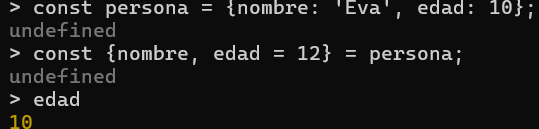 > const persona = {nombre: 'Eva', edad: 10};
undefined
> const {nombre, edad = 12} = persona;
undefined
> edad
10